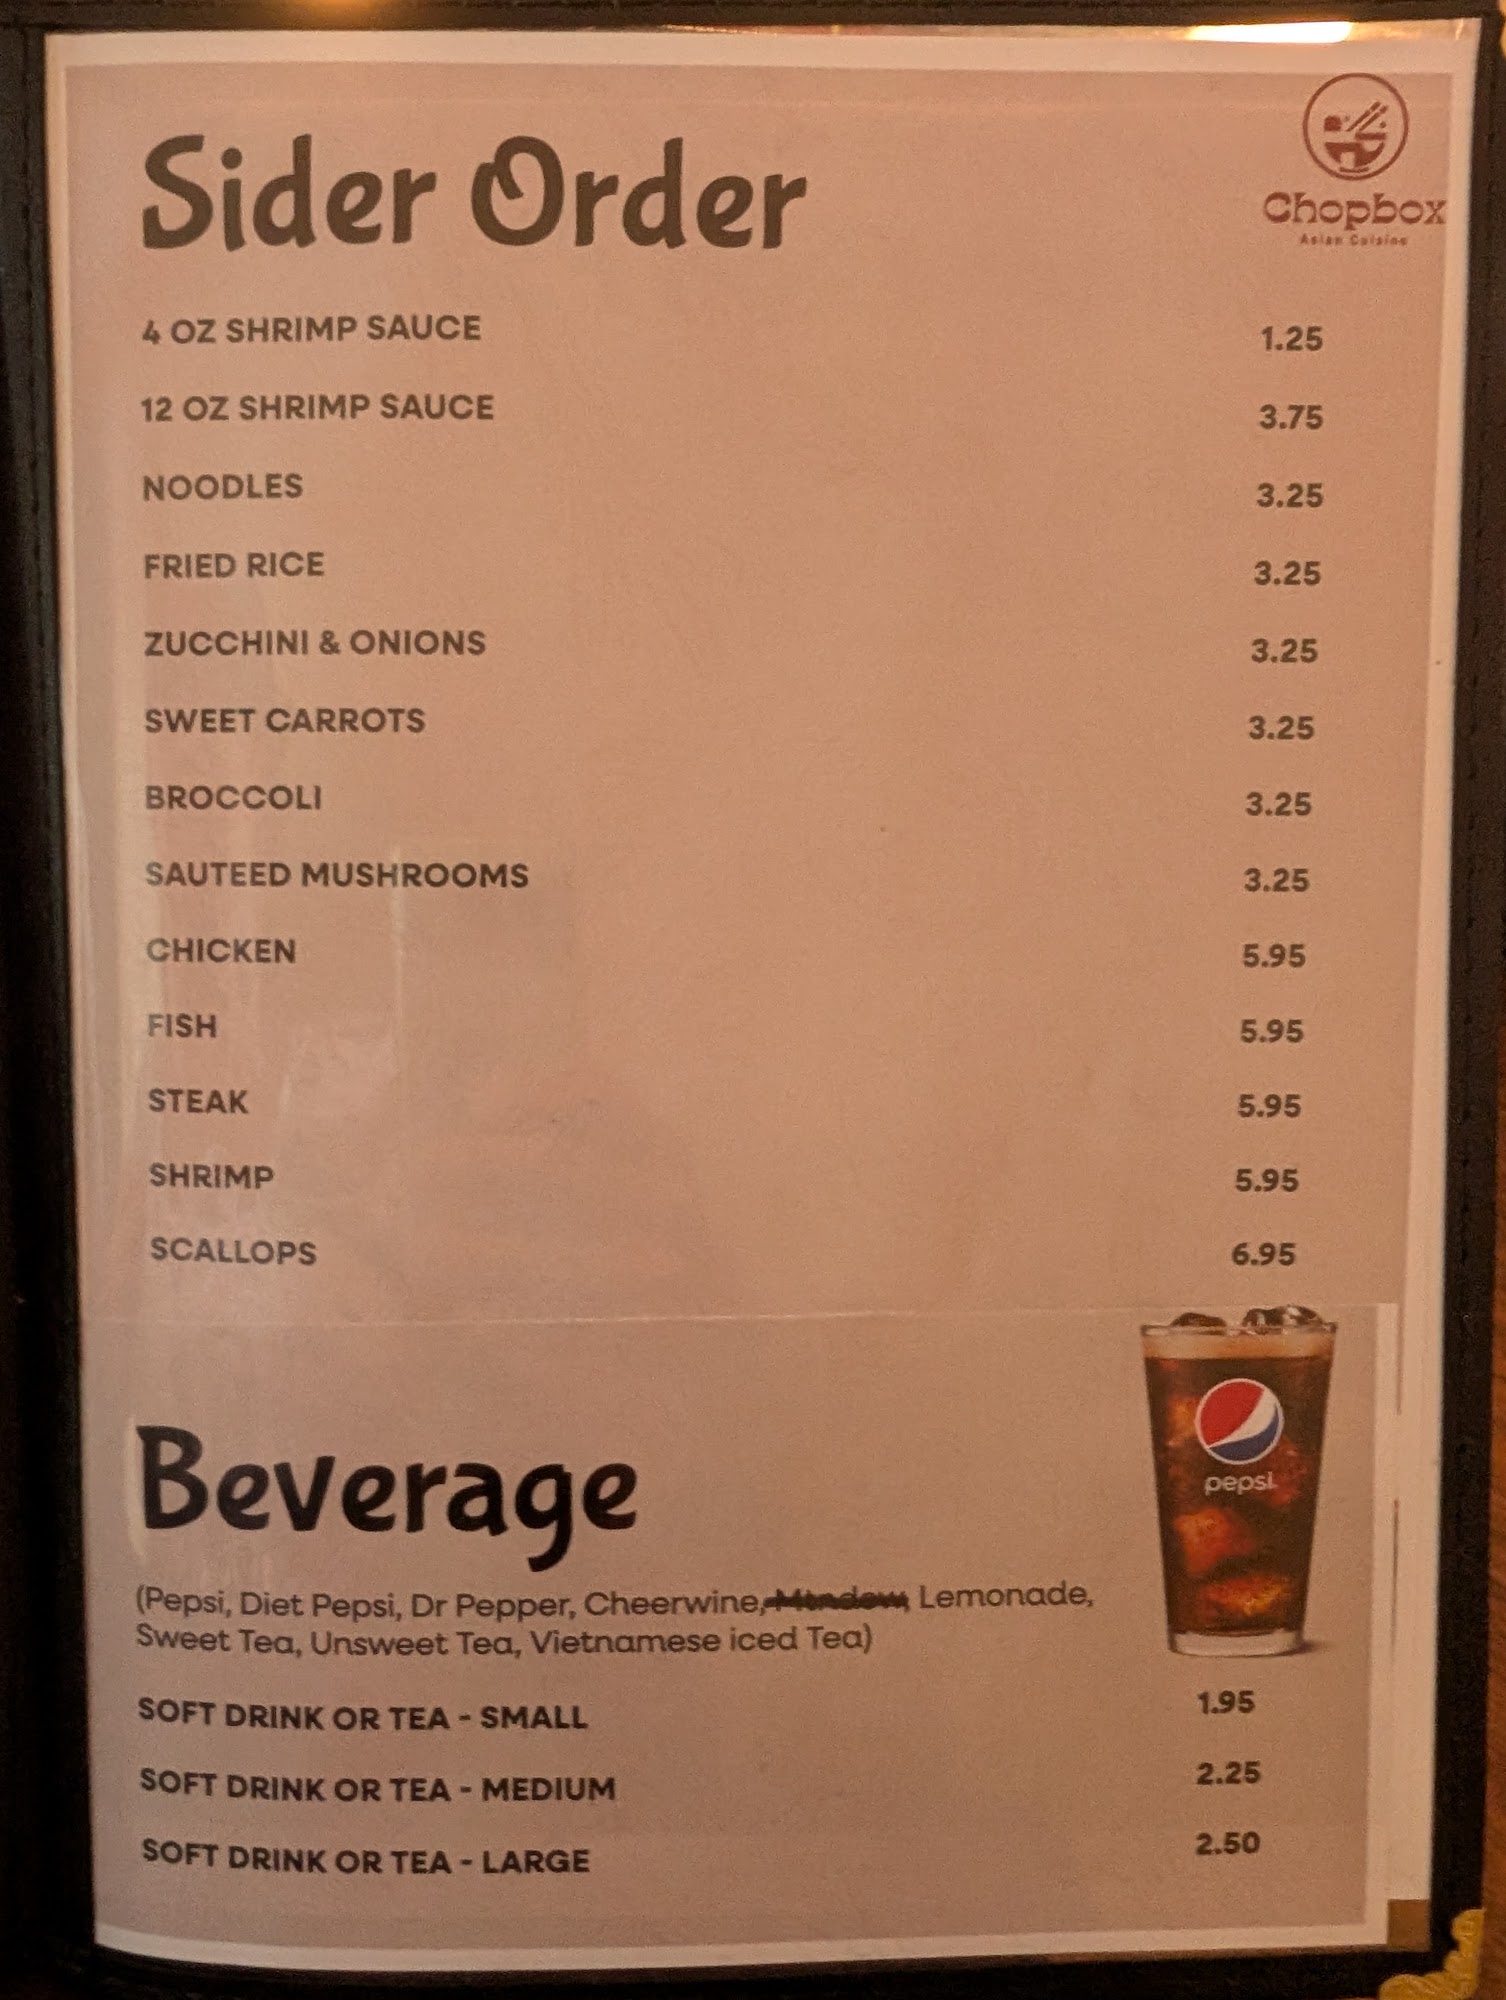 Chopbox
Asian Cuisine
Sider Order
4 OZ SHRIMP SAUCE 1.25
12 OZ SHRIMP SAUCE 3.75
NOODLES 3.25
FRIED RICE 3.25
ZUCCHINI & ONIONS 3.25
SWEET CARROTS 3.25
BROCCOLI 3.25
SAUTEED MUSHROOMS 3.25
CHICKEN 5.95
FISH 5.95
STEAK 5.95
SHRIMP 5.95
SCALLOPS 6.95
pepsi
Beverage
(Pepsi, Diet Pepsi, Dr Pepper, Cheerwine, Mtndew, Lemonade,
Sweet Tea, Unsweet Tea, Vietnamese iced Tea)
SOFT DRINK OR TEA - SMALL 1.95
SOFT DRINK OR TEA - MEDIUM 2.25
SOFT DRINK OR TEA - LARGE 2.50